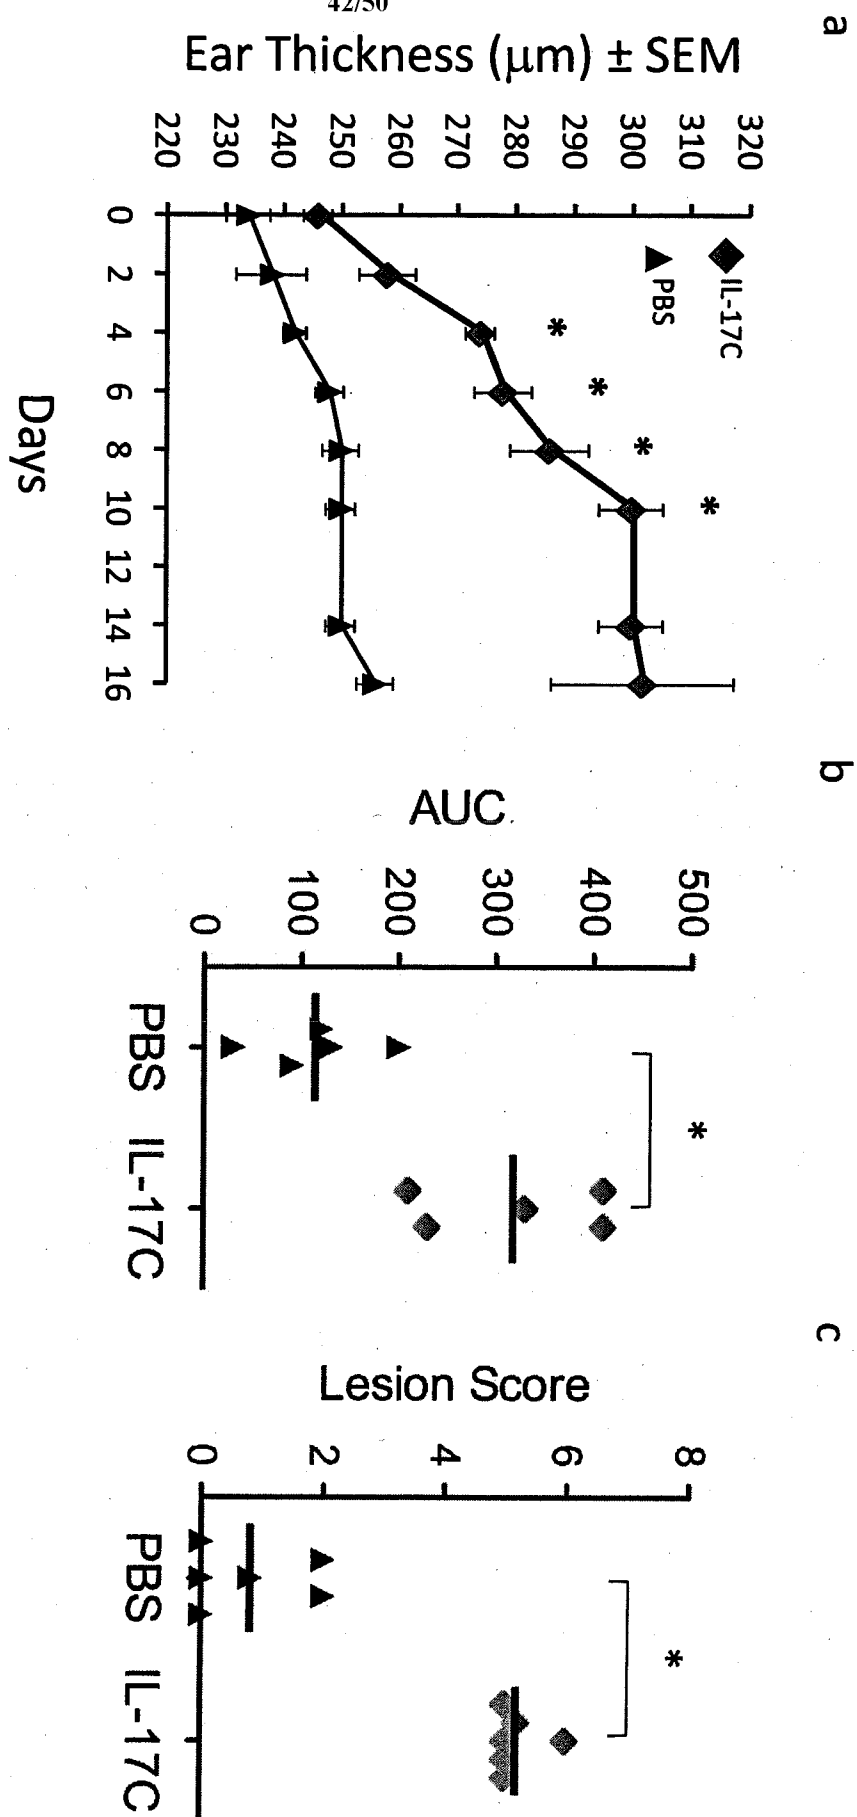 42/50
a
Ear Thickness (μm) ± SEM
320
310
300
290
280
270
260
250
240
230
220
IL-17C
PBS
*
*
*
*
0 2 4 6 8 10 12 14 16
Days
b
AUC
500
400
300
200
100
0
*
PBS IL-17C
c
Lesion Score
8
6
4
2
0
*
PBS IL-17C